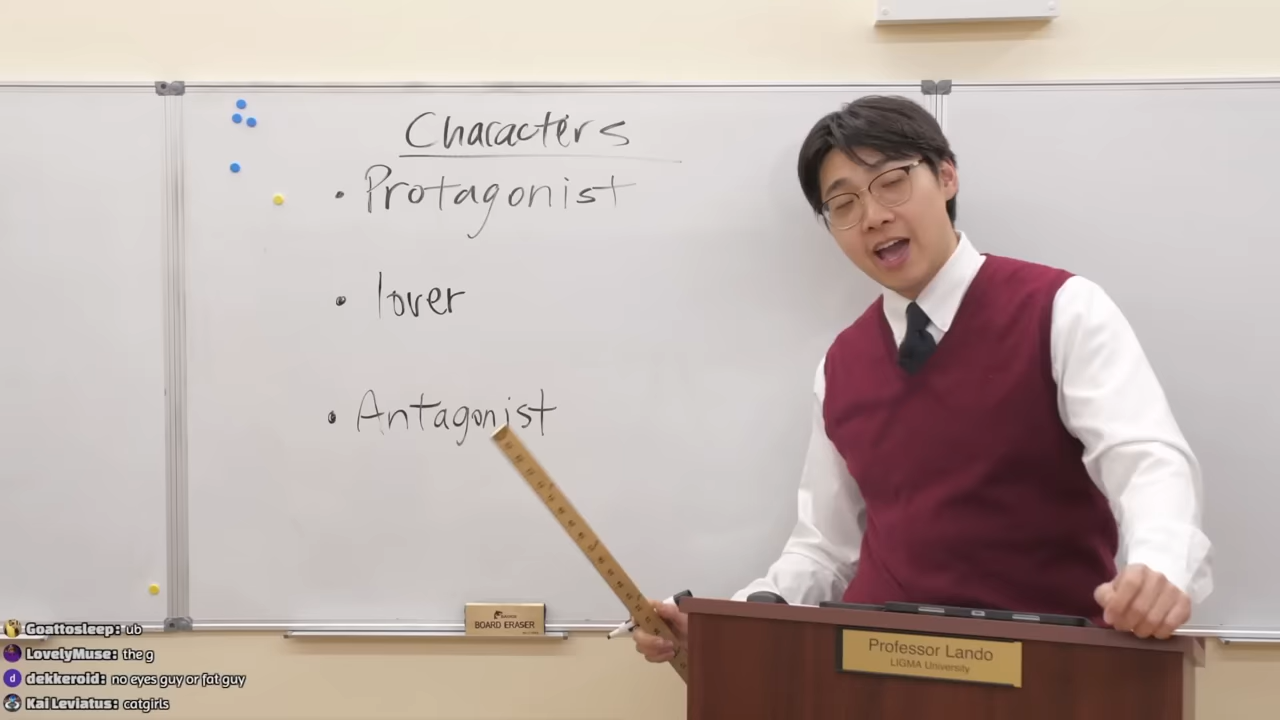 Characters
• Protagonist
• lover
• Antagonist
BOARD ERASER
Professor Lando
LIGMA University
Goattosleep: ub
LovelyMuse: the g
dekkeroid: no eyes guy or fat guy
Kai Leviatus: catgirls